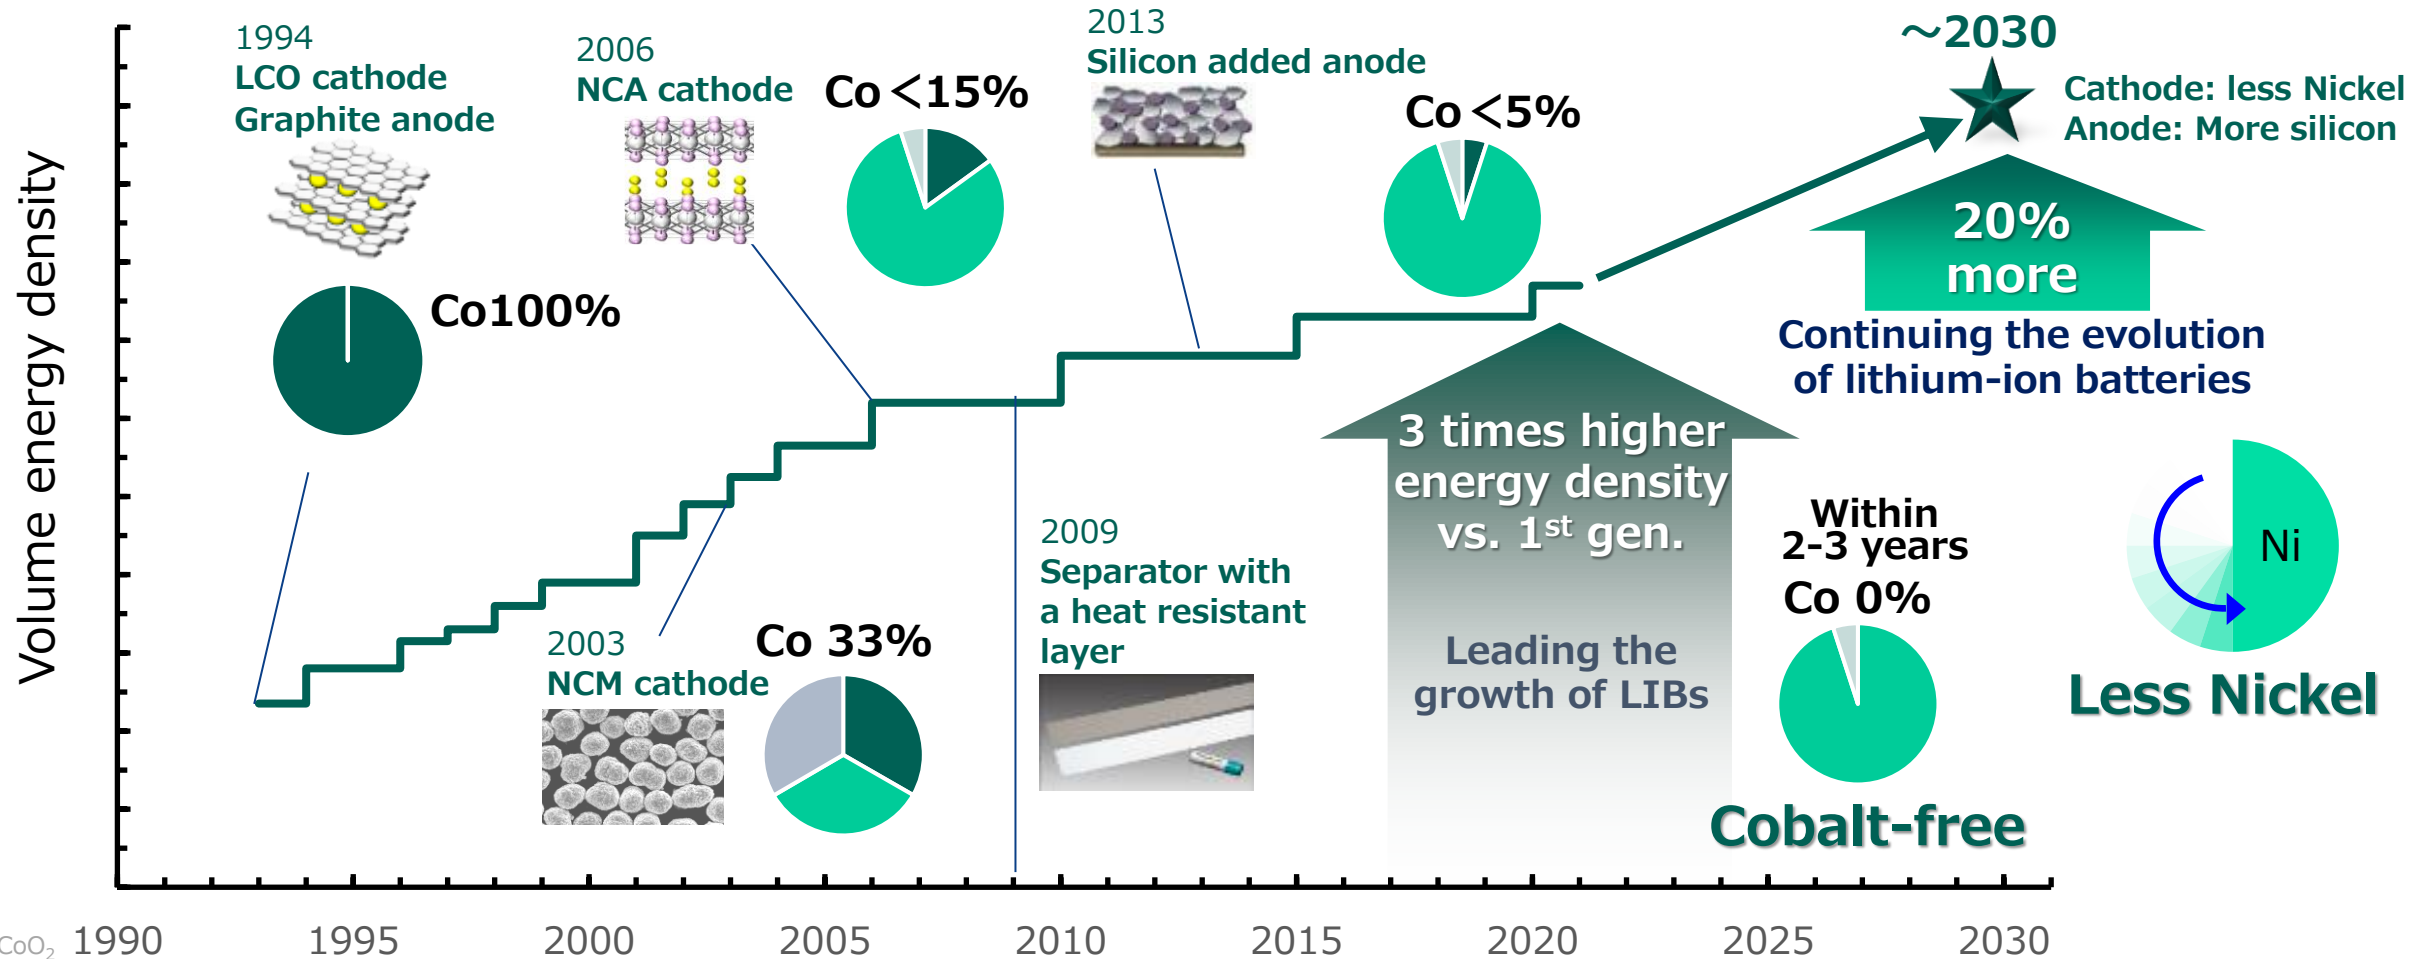 Volume energy density
1994
LCO cathode
Graphite anode
Co100%
2006
NCA cathode
Co <15%
2013
Silicon added anode
Co <5%
~2030
Cathode: less Nickel
Anode: More silicon
20%
more
Continuing the evolution
of lithium-ion batteries
3 times higher
energy density
vs. 1st gen.
Leading the
growth of LIBs
2003
NCM cathode
Co 33%
2009
Separator with
a heat resistant
layer
Within
2-3 years
Co 0%
Cobalt-free
Ni
Less Nickel
CoO₂
1990 1995 2000 2005 2010 2015 2020 2025 2030